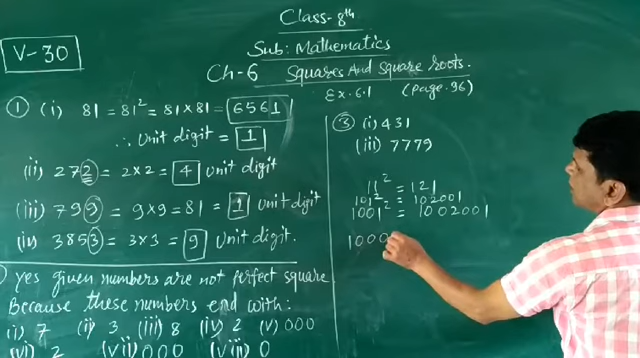 Class-8th
V-30
Sub: Mathematics
Ch-6 Squares And Square roots.
Ex. 6.1 (page. 96)
① (i) 81 = 81² = 81×81 = 6561
∴ Unit digit = 1
(ii) 272 = 2×2 = 4 Unit digit
(iii) 799 = 9×9 = 81 = 1 Unit digit
(iv) 3853 = 3×3 = 9 Unit digit.
yes given numbers are not perfect square
Because these numbers end with:
(i) 7 (ii) 3 (iii) 8 (iv) 2 (v) 000
(vi) 2 (vii) 000 (viii) 0
③ (i) 431
(iii) 7779
11² = 121
101² = 102001
1001² = 1002001
1000